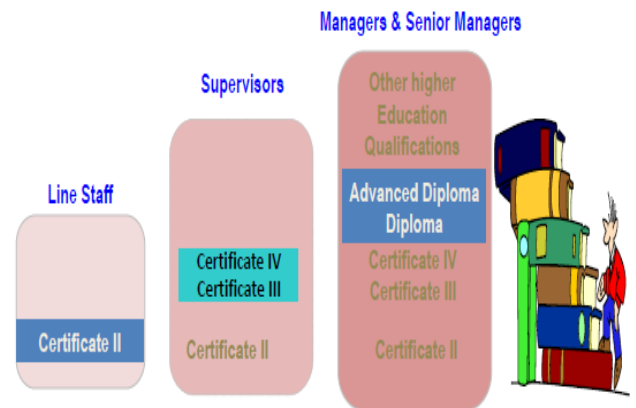 Managers & Senior Managers
Supervisors
Line Staff
Other higher
Education
Qualifications
Advanced Diploma
Diploma
Certificate IV
Certificate III
Certificate II
Certificate IV
Certificate III
Certificate II
Certificate II